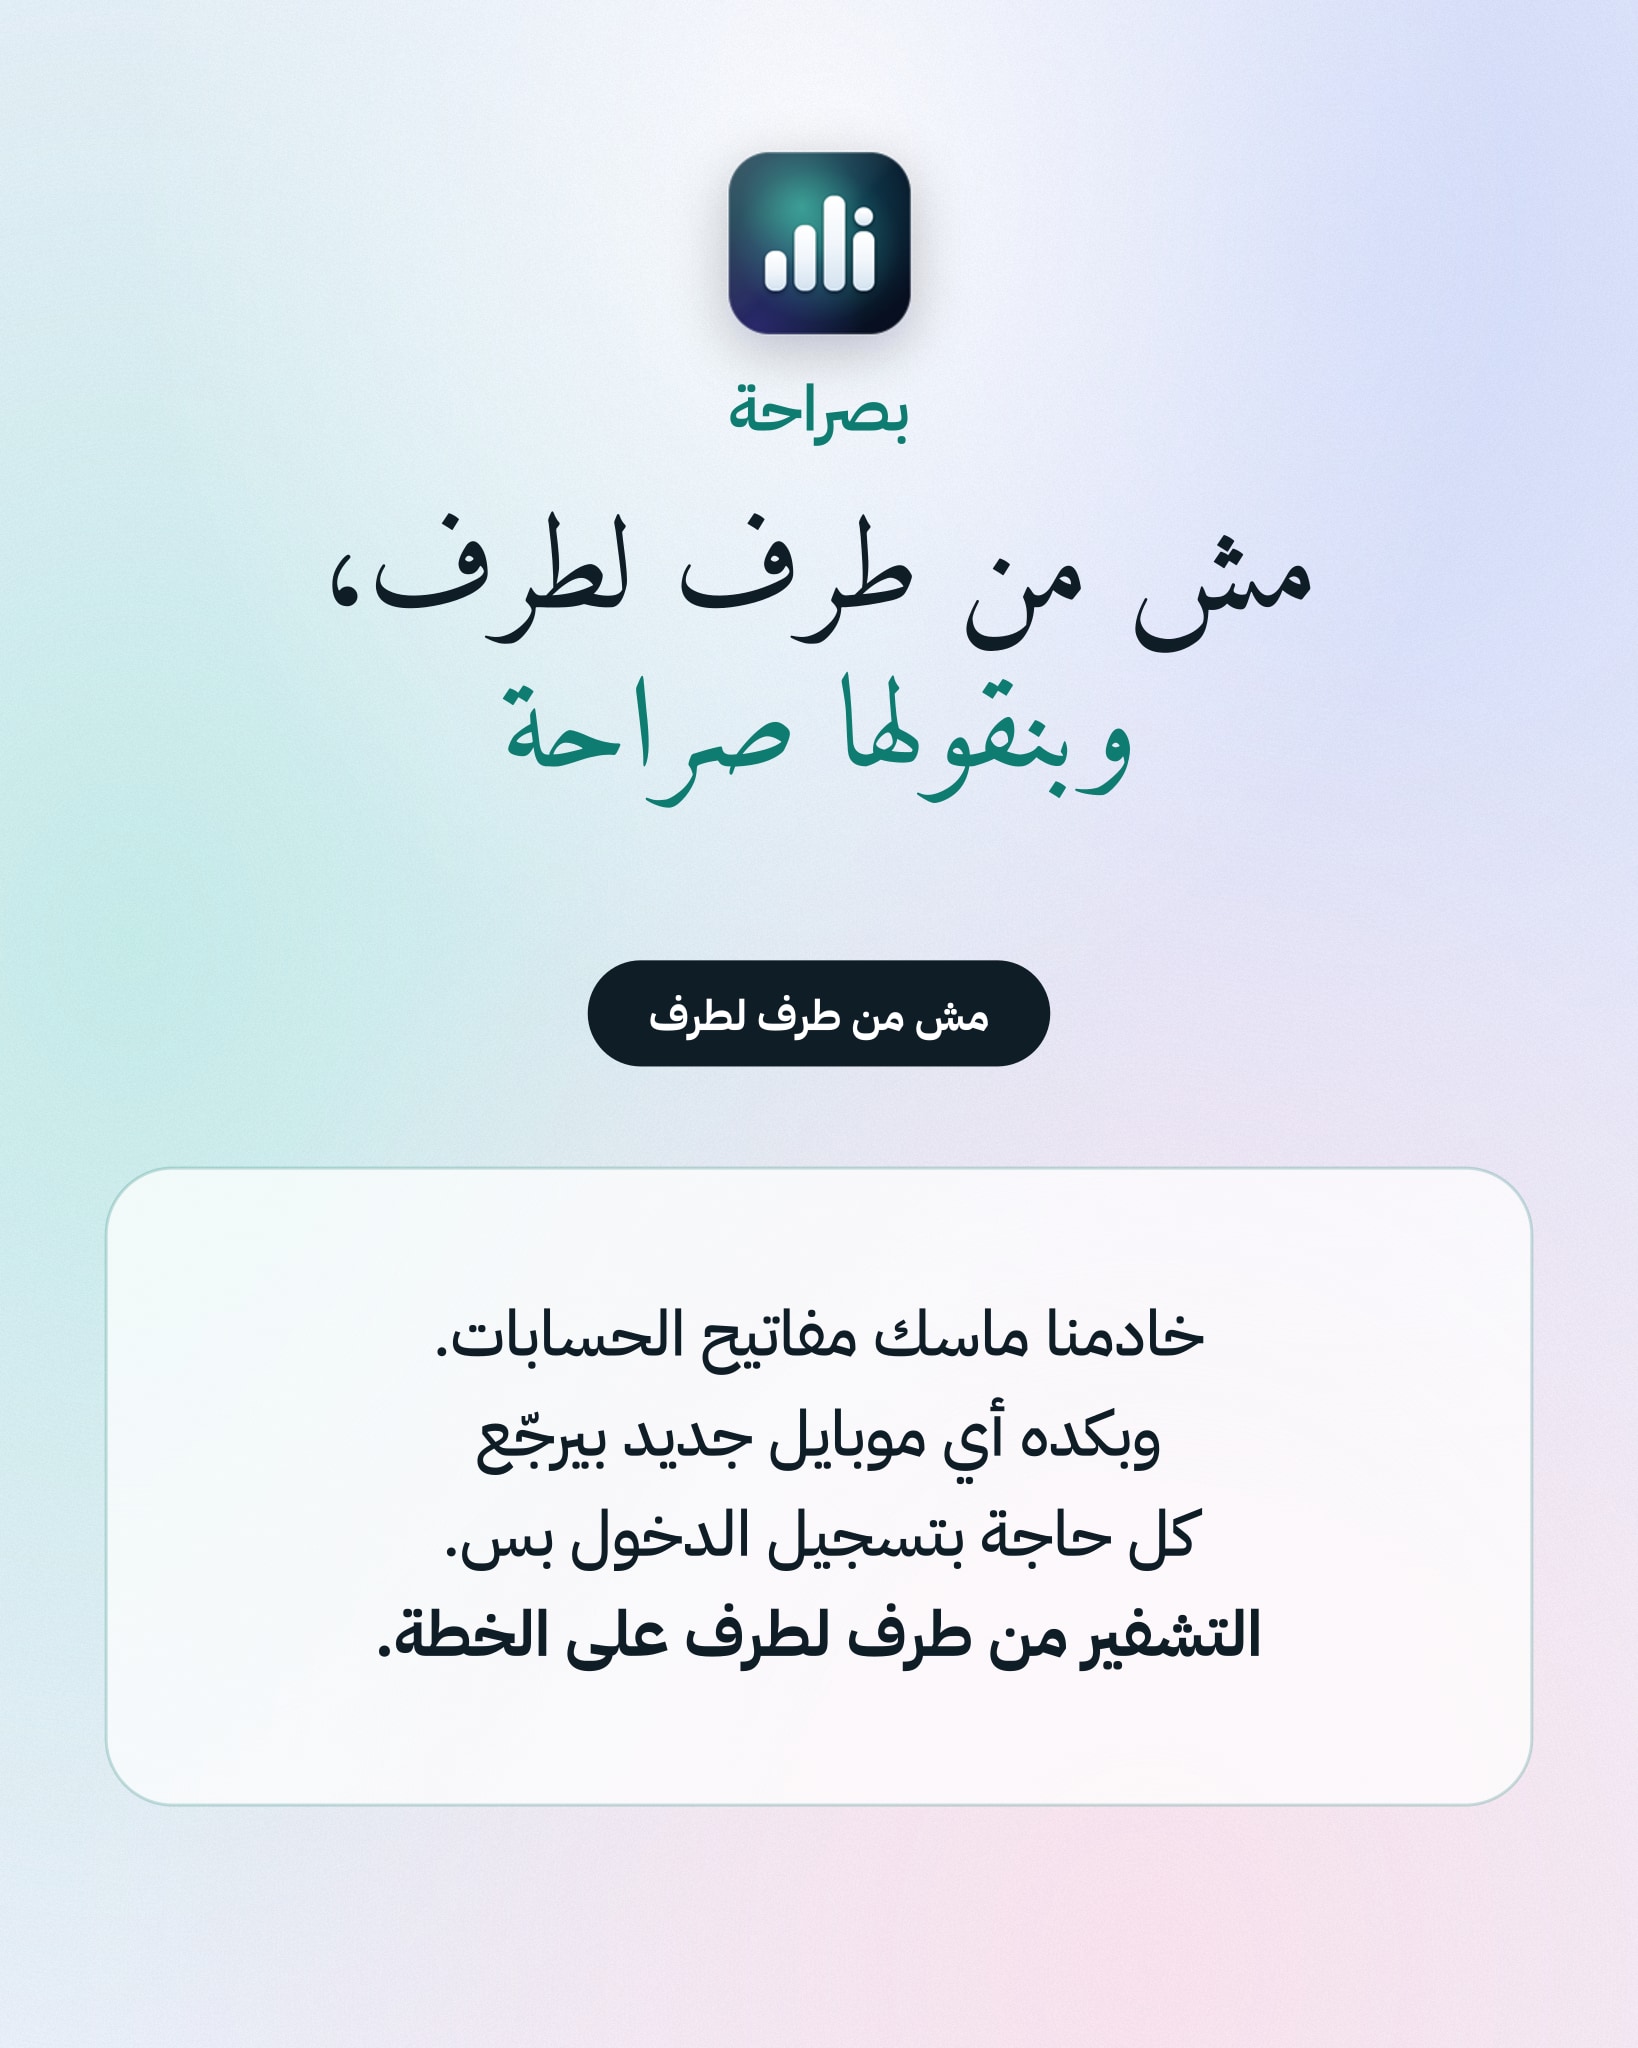 بصراحة
مش من طرف لطرف،
وبنقولها صراحة
مش من طرف لطرف
خادمنا ماسك مفاتيح الحسابات.
وبكده أي موبايل جديد بيرجّع
كل حاجة بتسجيل الدخول بس.
التشفير من طرف لطرف على الخطة.